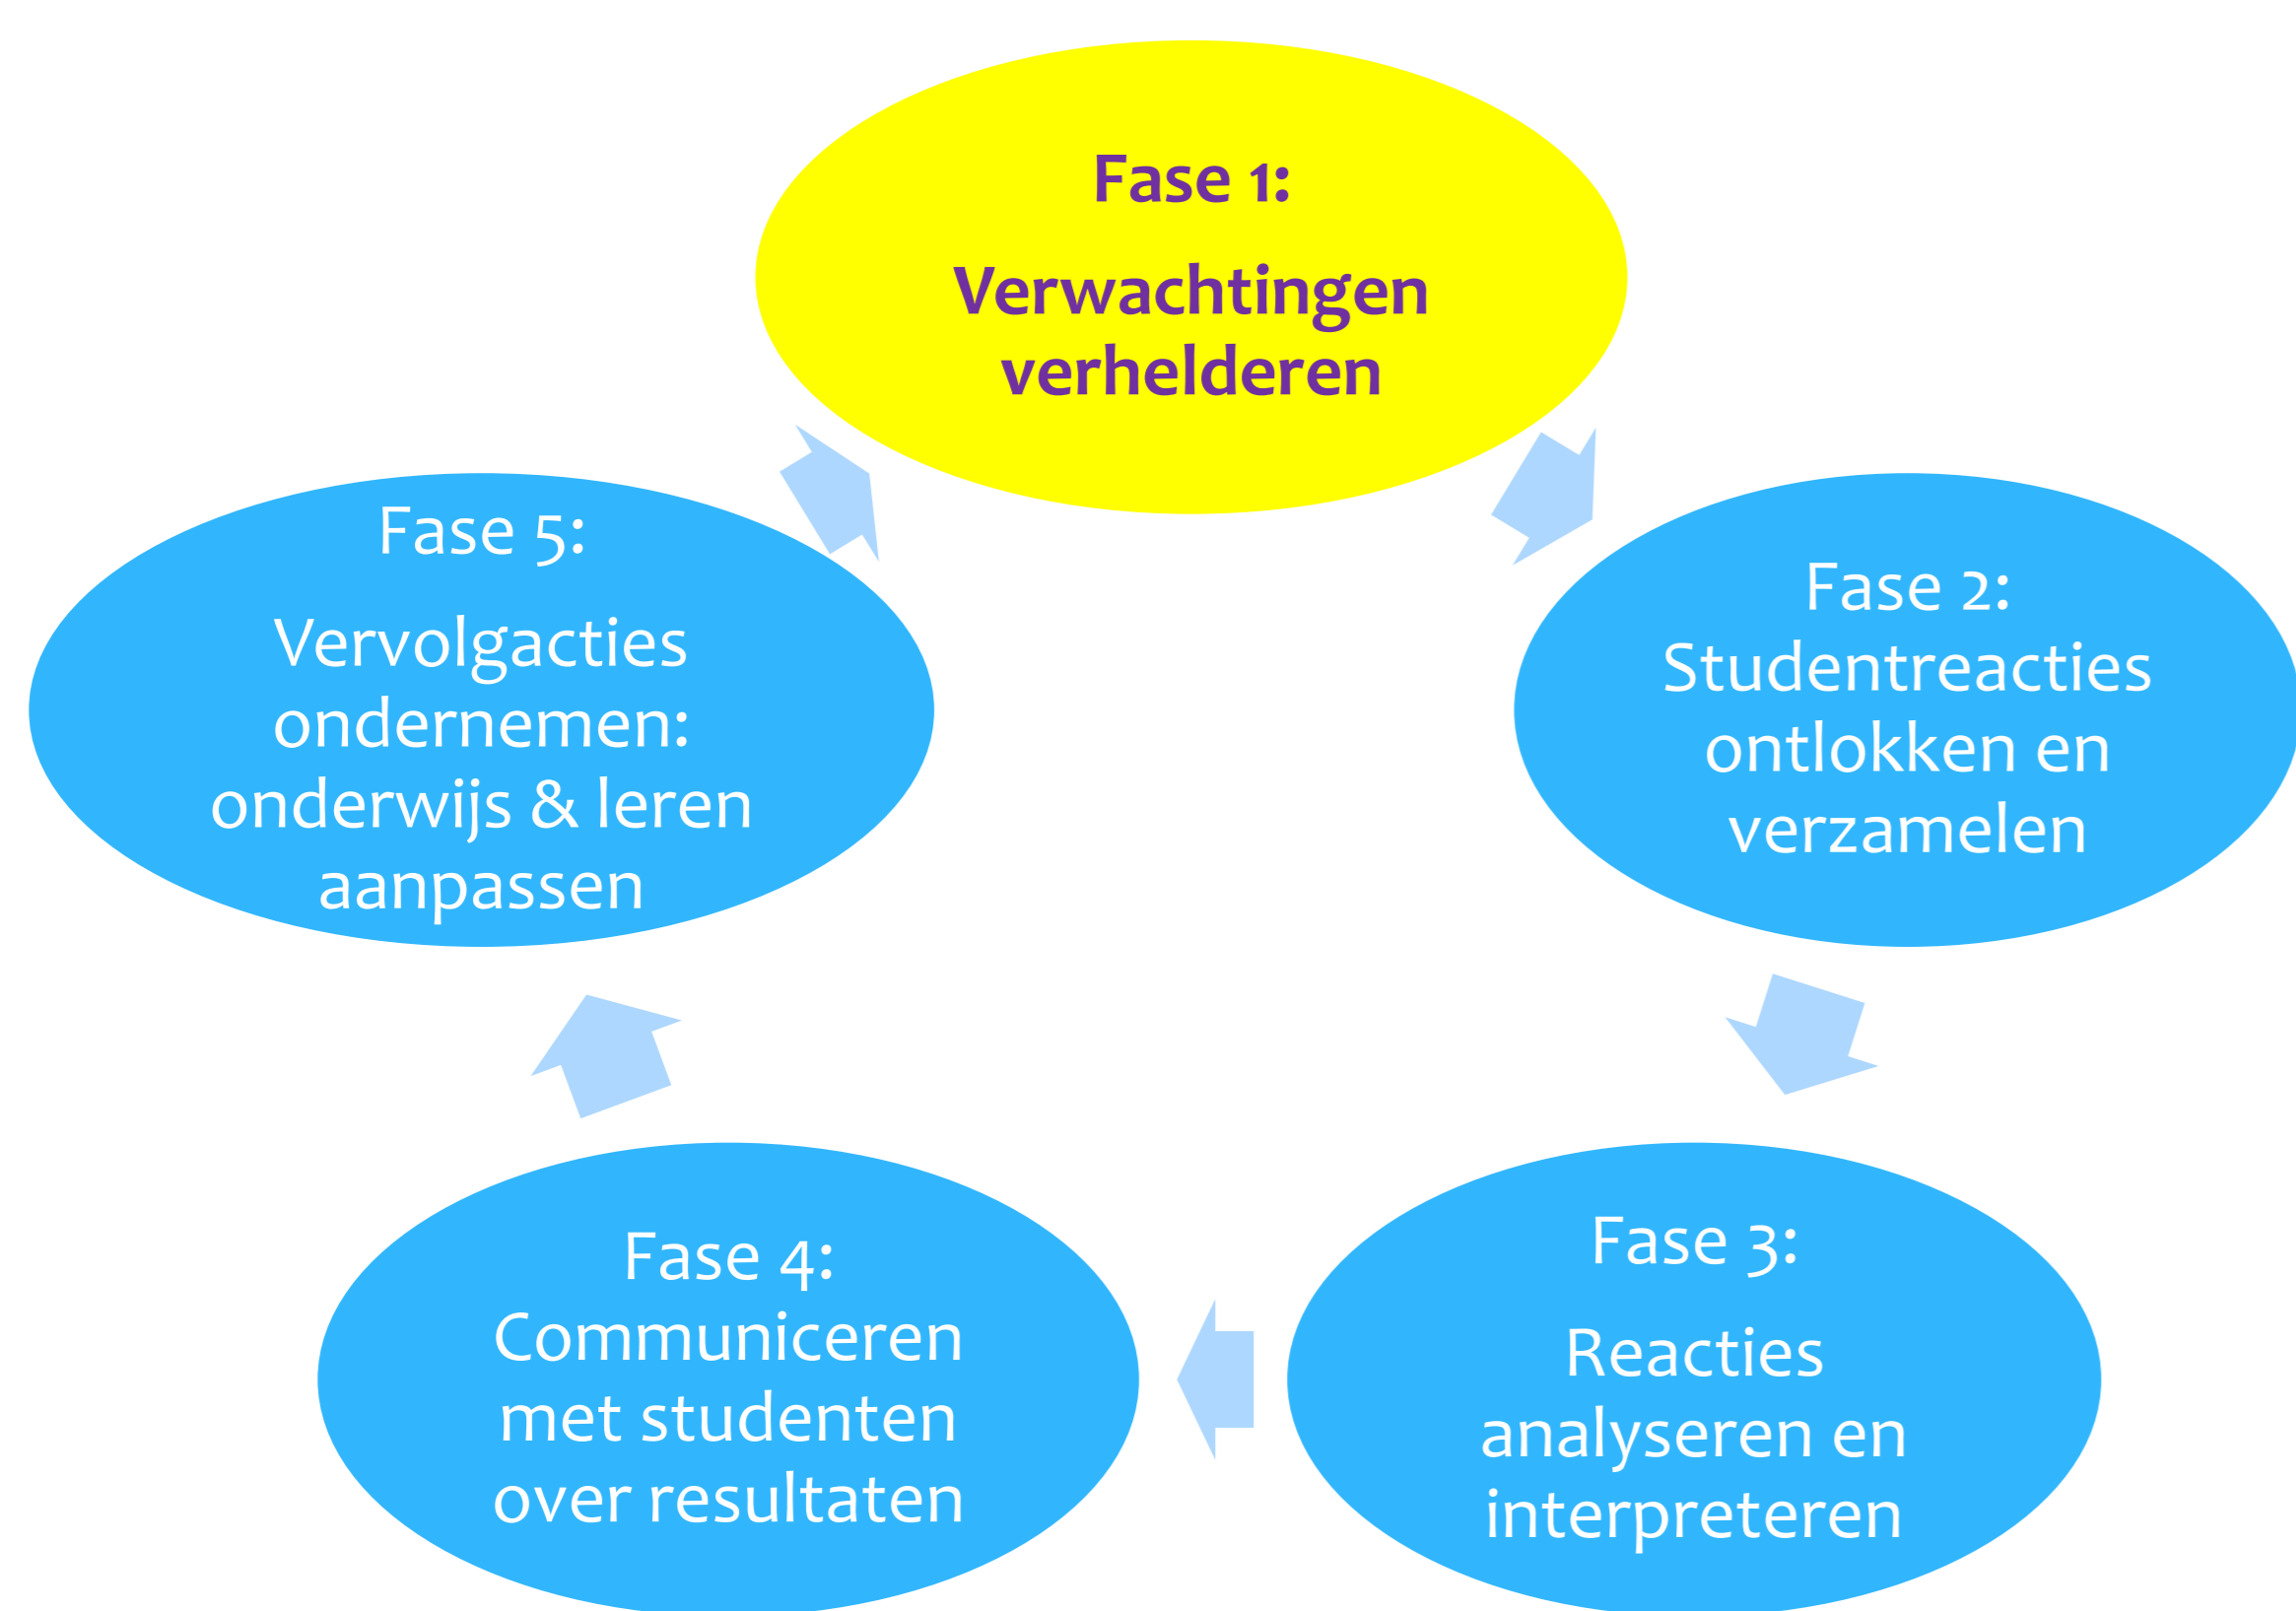 Fase 1:
Verwachtingen
verhelderen
Fase 2:
Studentreacties
ontlokken en
verzamelen
Fase 3:
Reacties
analyseren en
interpreteren
Fase 4:
Communiceren
met studenten
over resultaten
Fase 5:
Vervolgacties
ondernemen:
onderwijs & leren
aanpassen